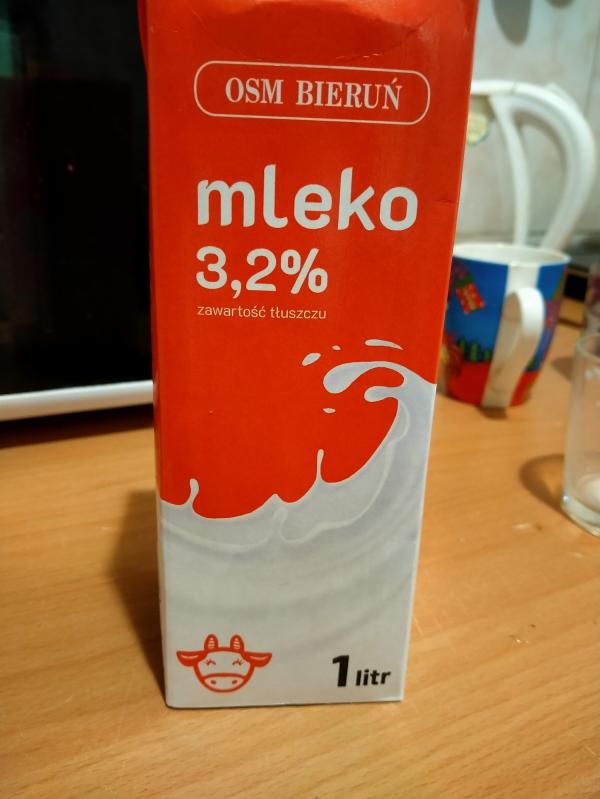 OSM BIERUŃ
mleko
3,2%
zawartość tłuszczu
1 litr